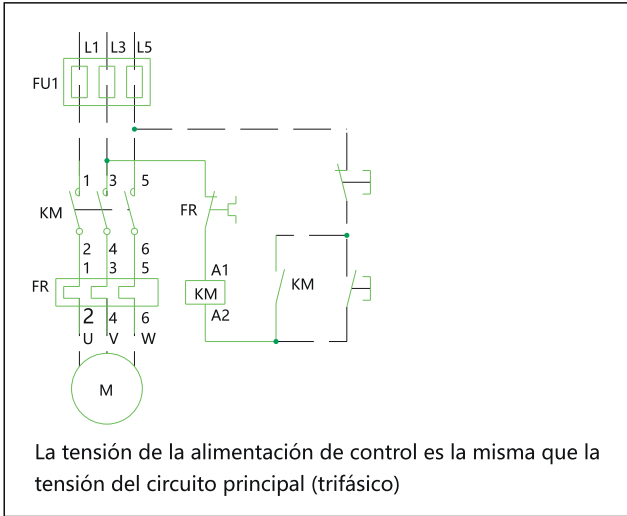 L1 L3 L5
FU1
1 3 5
KM
FR
2 4 6
1 3 5
A1
FR
KM
KM
A2
2 4 6
U V W
M
La tensión de la alimentación de control es la misma que la
tensión del circuito principal (trifásico)